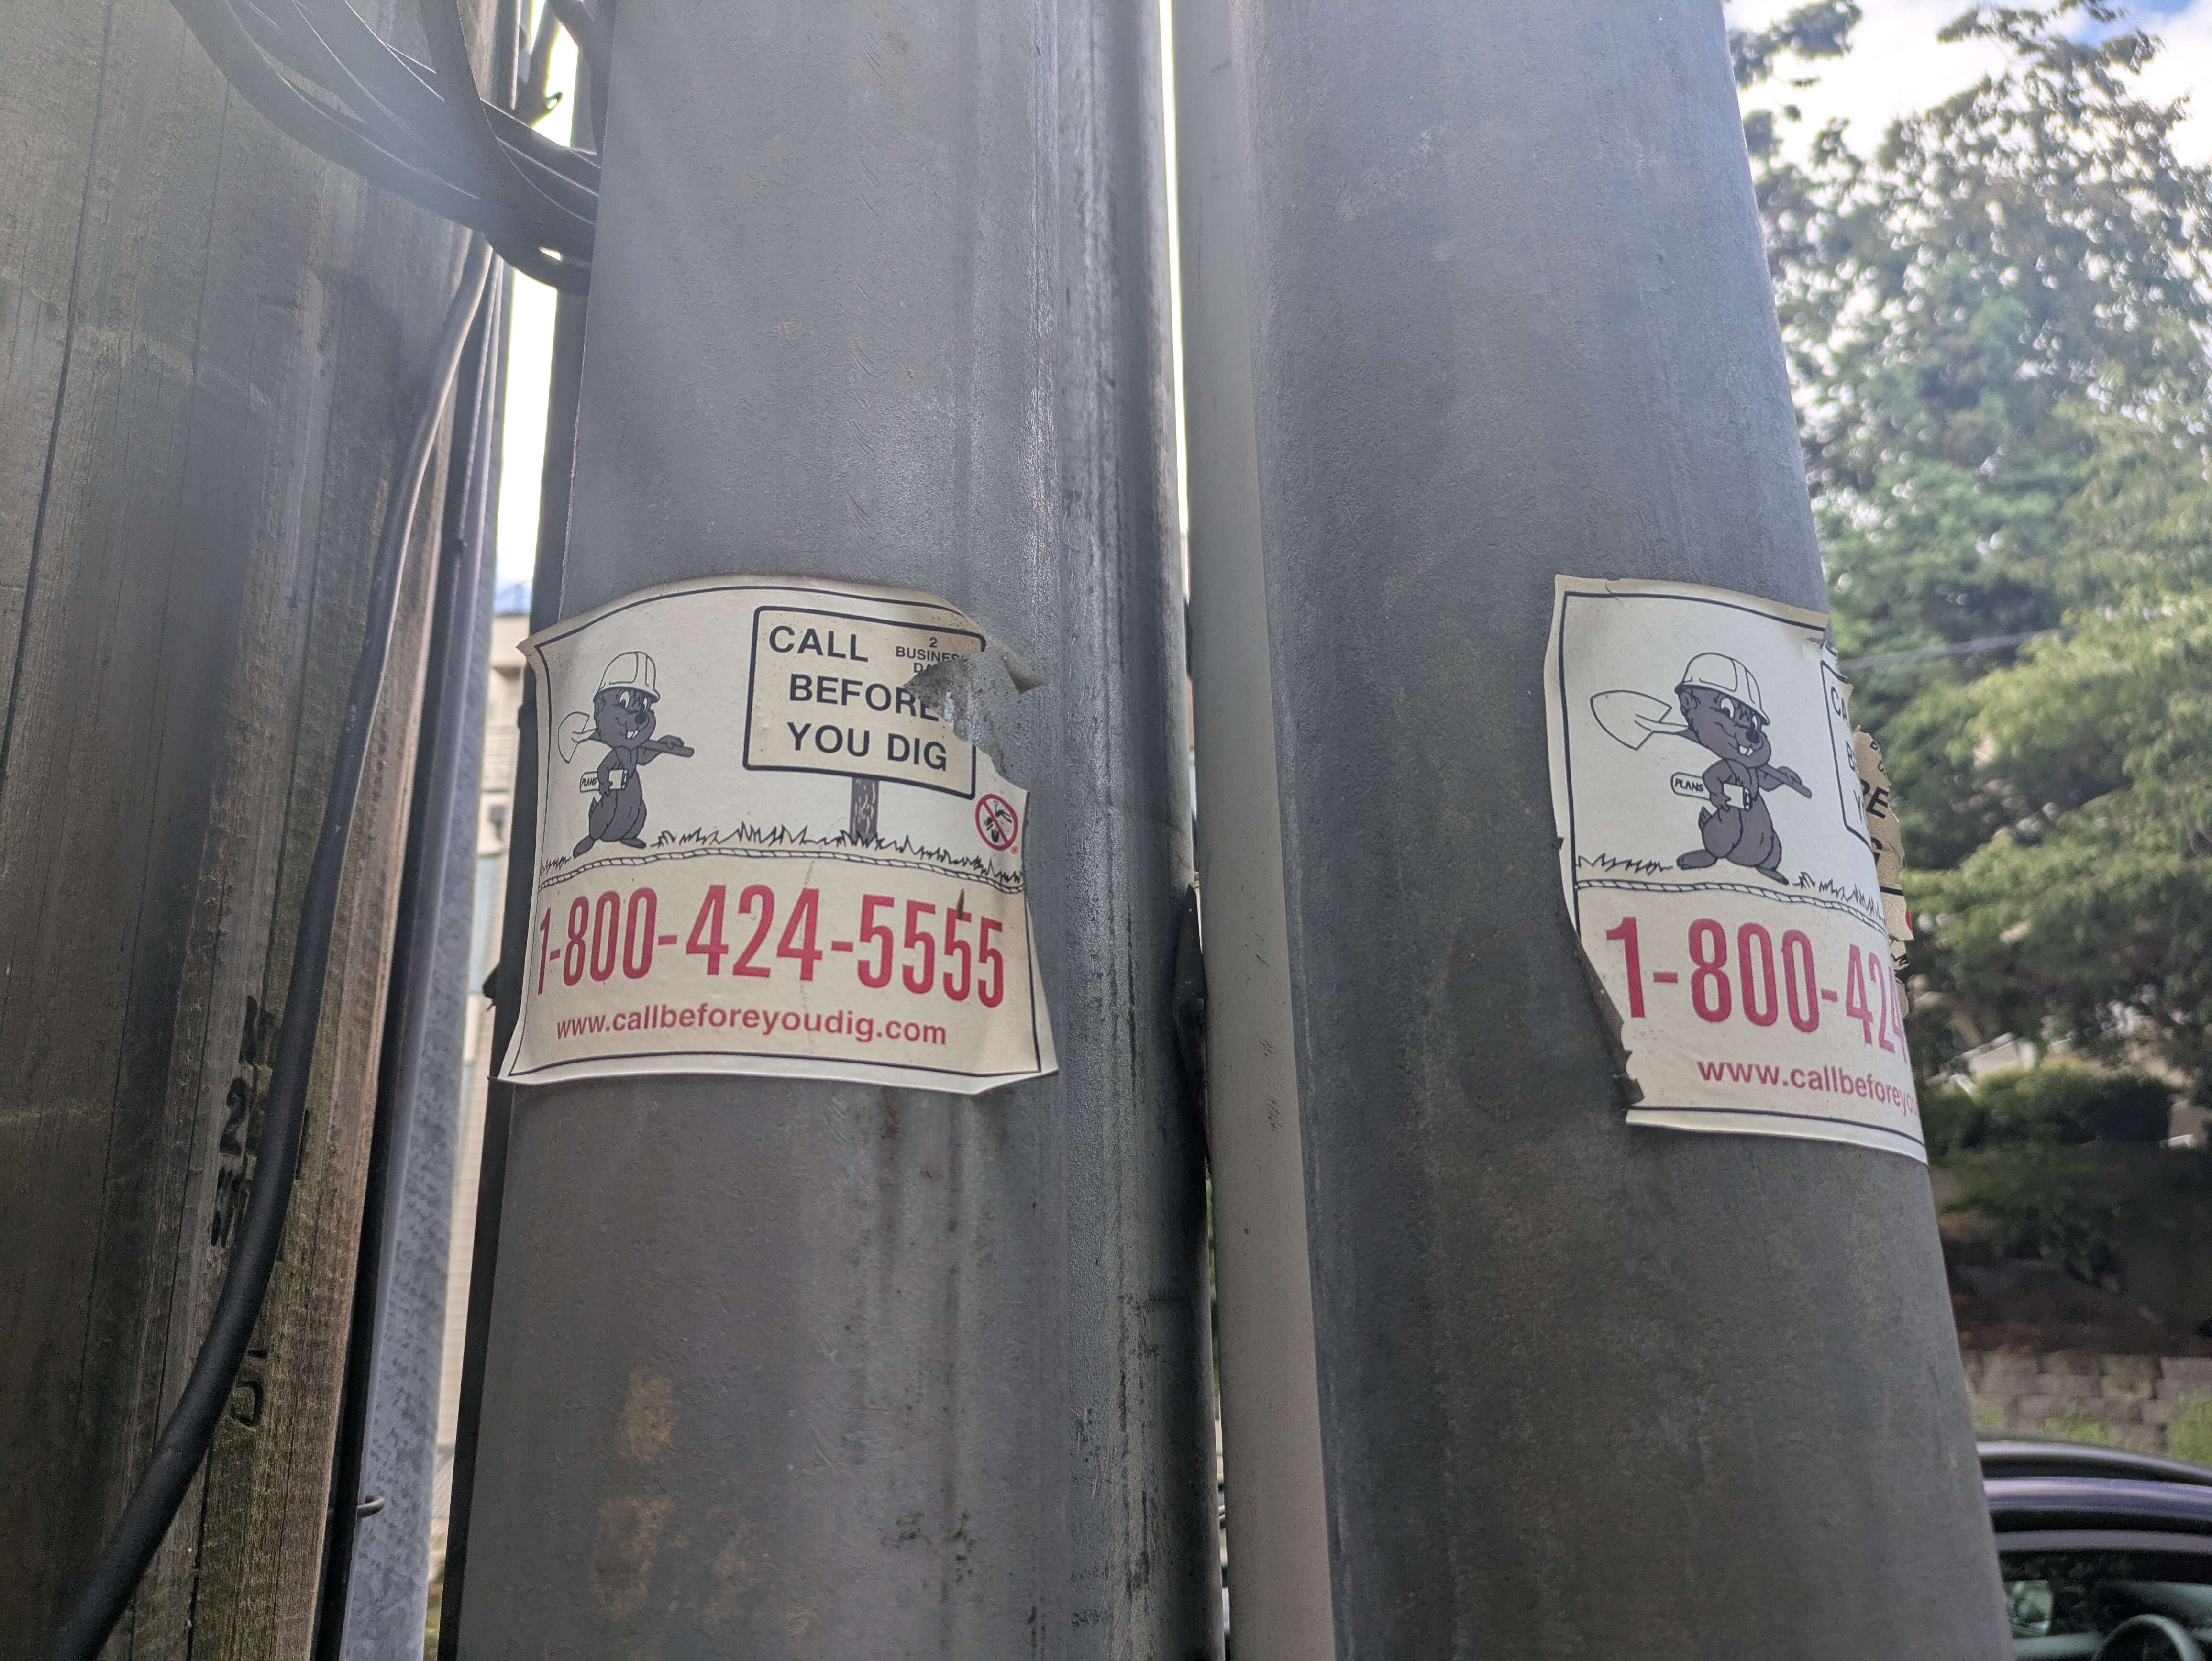 CALL
2
BUSINESS
BEFORE
YOU DIG
PLANS
1-800-424-5555
www.callbeforeyoudig.com
PLANS
1-800-424
www.callbeforeyou